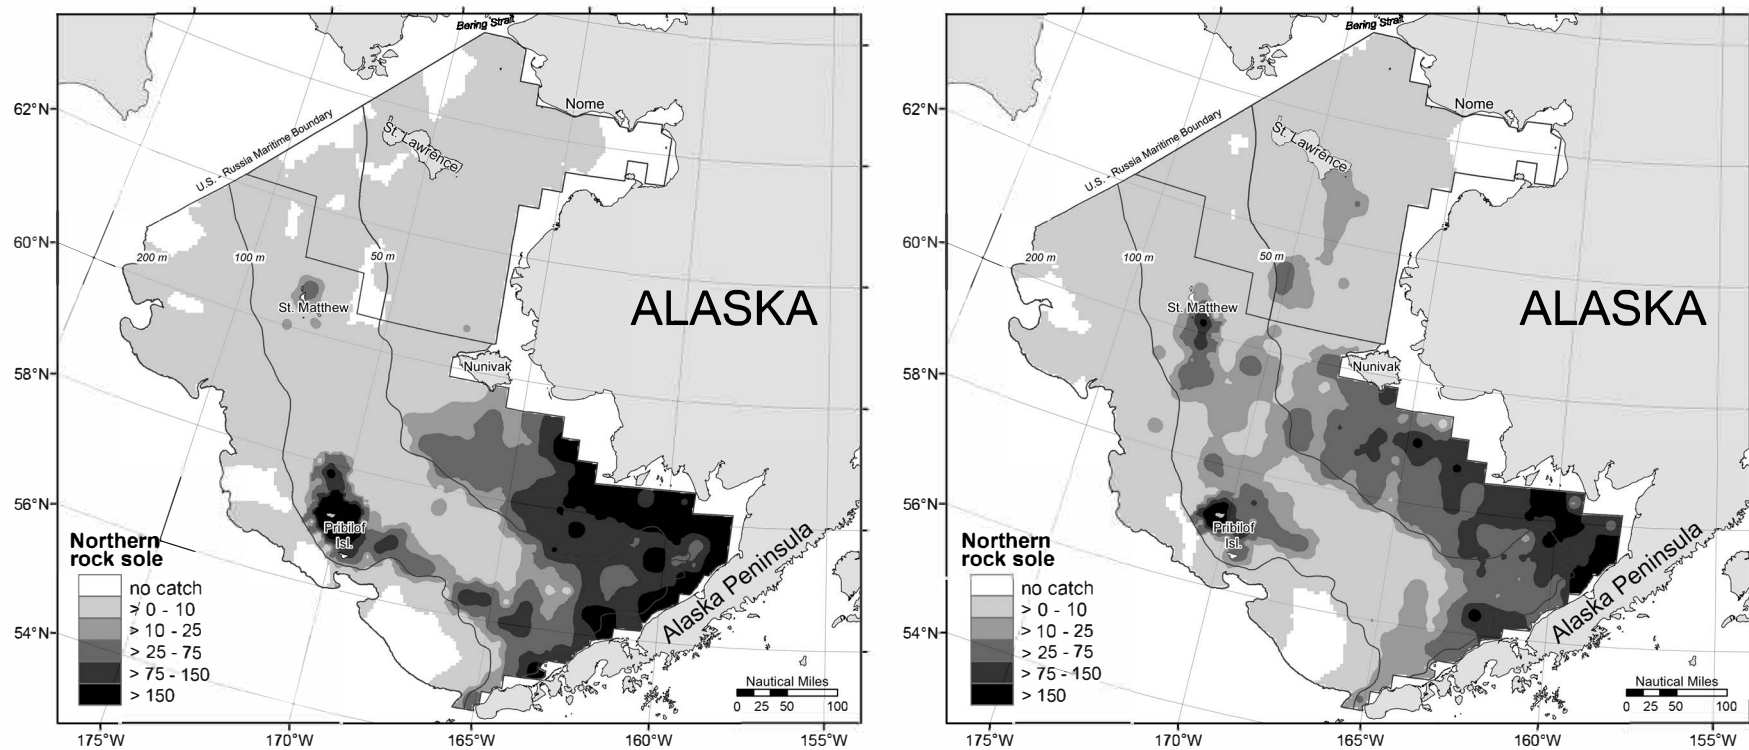 Bering Strait
62°N
Nome
U.S. - Russia Maritime Boundary
St. Lawrence
60°N
200 m
100 m
50 m
St. Matthew
ALASKA
58°N
Nunivak
56°N
Pribilof
Isl.
Northern
rock sole
no catch
> 0 - 10
> 10 - 25
> 25 - 75
> 75 - 150
> 150
54°N
Alaska Peninsula
Nautical Miles
0 25 50 100
175°W
170°W
165°W
160°W
155°W
Bering Strait
62°N
Nome
U.S. - Russia Maritime Boundary
St. Lawrence
60°N
200 m
100 m
50 m
St. Matthew
ALASKA
58°N
Nunivak
56°N
Pribilof
Isl.
Northern
rock sole
no catch
> 0 - 10
> 10 - 25
> 25 - 75
> 75 - 150
> 150
54°N
Alaska Peninsula
Nautical Miles
0 25 50 100
175°W
170°W
165°W
160°W
155°W